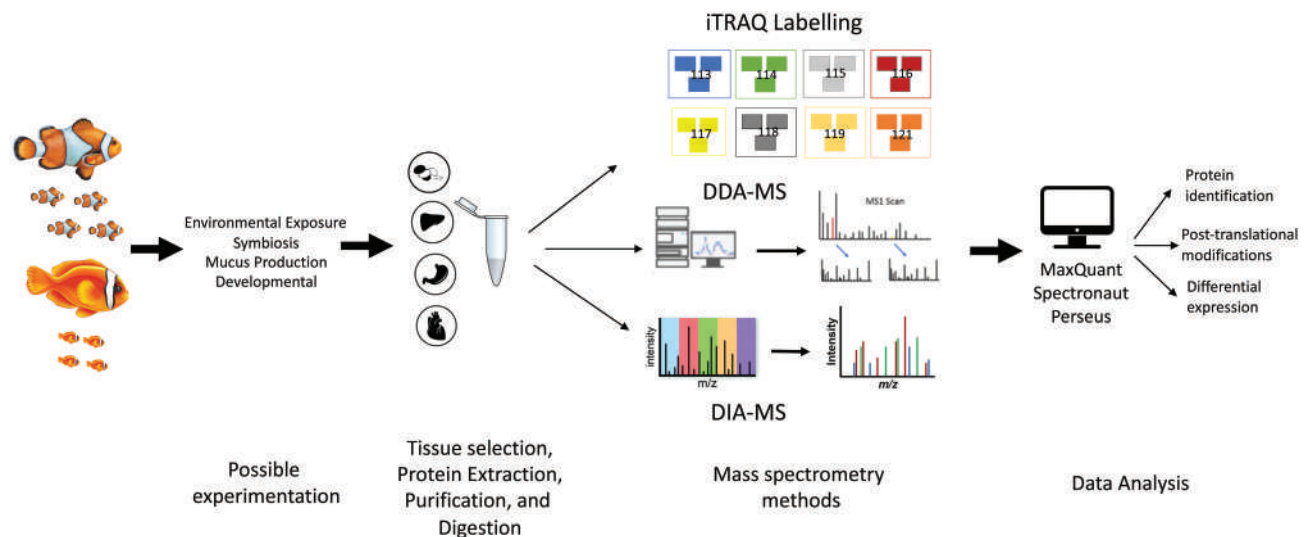 iTRAQ Labelling
113
114
115
116
117
118
119
121
DDA-MS
MS1 Scan
Environmental Exposure
Symbiosis
Mucus Production
Developmental
intensity
m/z
Intensity
m/z
DIA-MS
MaxQuant
Spectronaut
Perseus
Protein
identification
Post-translational
modifications
Differential
expression
Possible
experimentation
Tissue selection,
Protein Extraction,
Purification, and
Digestion
Mass spectrometry
methods
Data Analysis